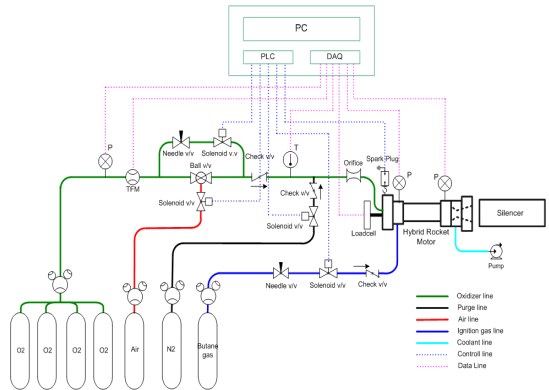 PC
PLC
DAQ
P
Needle v/v
Solenoid v.v
Check v/v
T
Orifice
Spark Plug
P
P
TFM
Ball v/v
Solenoid v/v
Check v/v
Solenoid v/v
Loadcell
Hybrid Rocket
Motor
Silencer
Pump
Needle v/v
Solenoid v/v
Check v/v
O2
O2
O2
O2
Air
N2
Butane
gas
Oxidizer line
Purge line
Air line
Ignition gas line
Coolant line
Controll line
Data Line